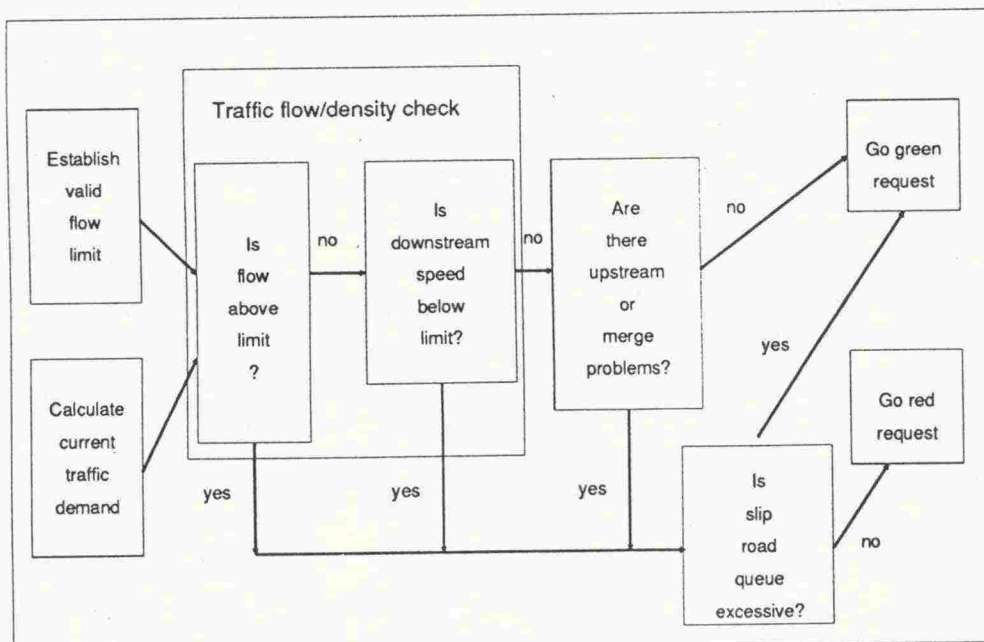 Traffic flow/density check
Establish
valid
flow
limit
Calculate
current
traffic
demand
Is
flow
above
limit
?
no
yes
Is
downstream
speed
below
limit?
no
yes
Are
there
upstream
or
merge
problems?
no
yes
Is
slip
road
queue
excessive?
yes
no
Go green
request
Go red
request